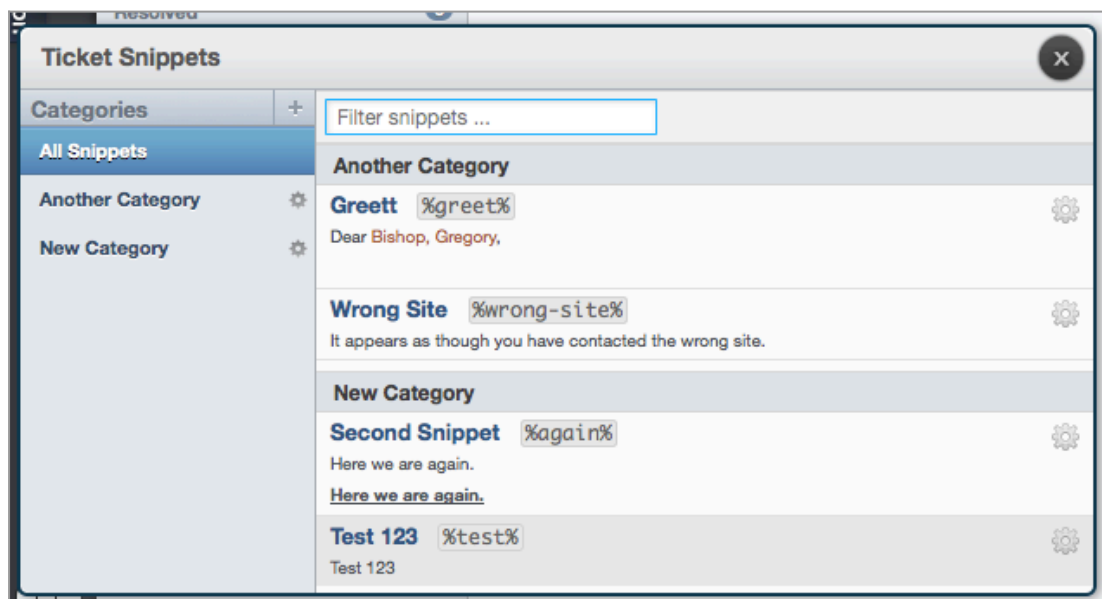 Resolved
Ticket Snippets
x
Categories +
All Snippets
Another Category
New Category
Filter snippets ...
Another Category
Greett %greet%
Dear Bishop, Gregory,
Wrong Site %wrong-site%
It appears as though you have contacted the wrong site.
New Category
Second Snippet %again%
Here we are again.
Here we are again.
Test 123 %test%
Test 123